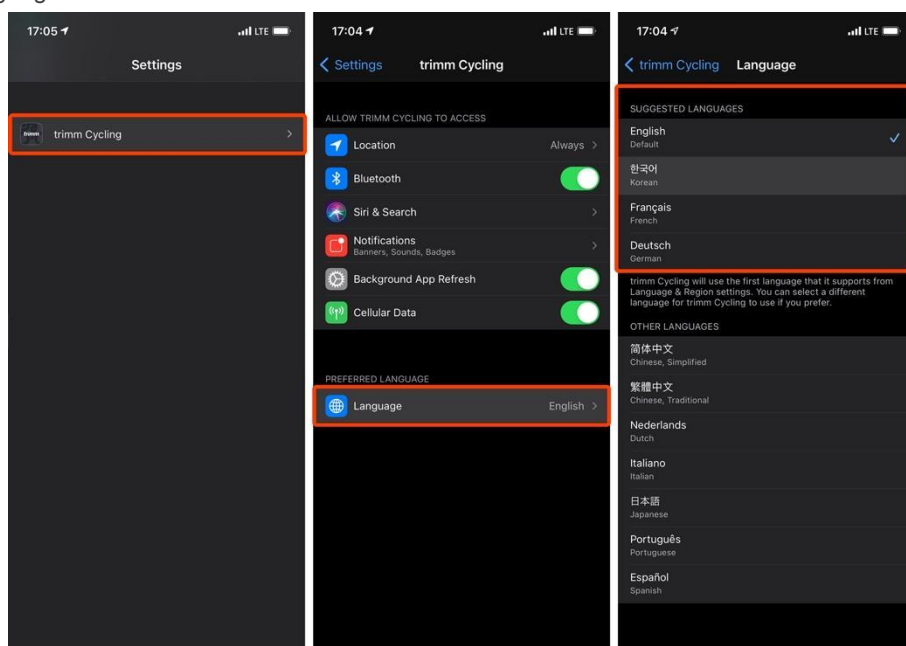 17:05
LTE
Settings
trimm
trimm Cycling
17:04
LTE
Settings
trimm Cycling
ALLOW TRIMM CYCLING TO ACCESS
Location
Always
Bluetooth
Siri & Search
Notifications
Banners, Sounds, Badges
Background App Refresh
Cellular Data
PREFERRED LANGUAGE
Language
English
17:04
LTE
trimm Cycling
Language
SUGGESTED LANGUAGES
English
Default
한국어
Korean
Français
French
Deutsch
German
trimm Cycling will use the first language that it supports from
Language & Region settings. You can select a different
language for trimm Cycling to use if you prefer.
OTHER LANGUAGES
简体中文
Chinese, Simplified
繁體中文
Chinese, Traditional
Nederlands
Dutch
Italiano
Italian
日本語
Japanese
Português
Portuguese
Español
Spanish